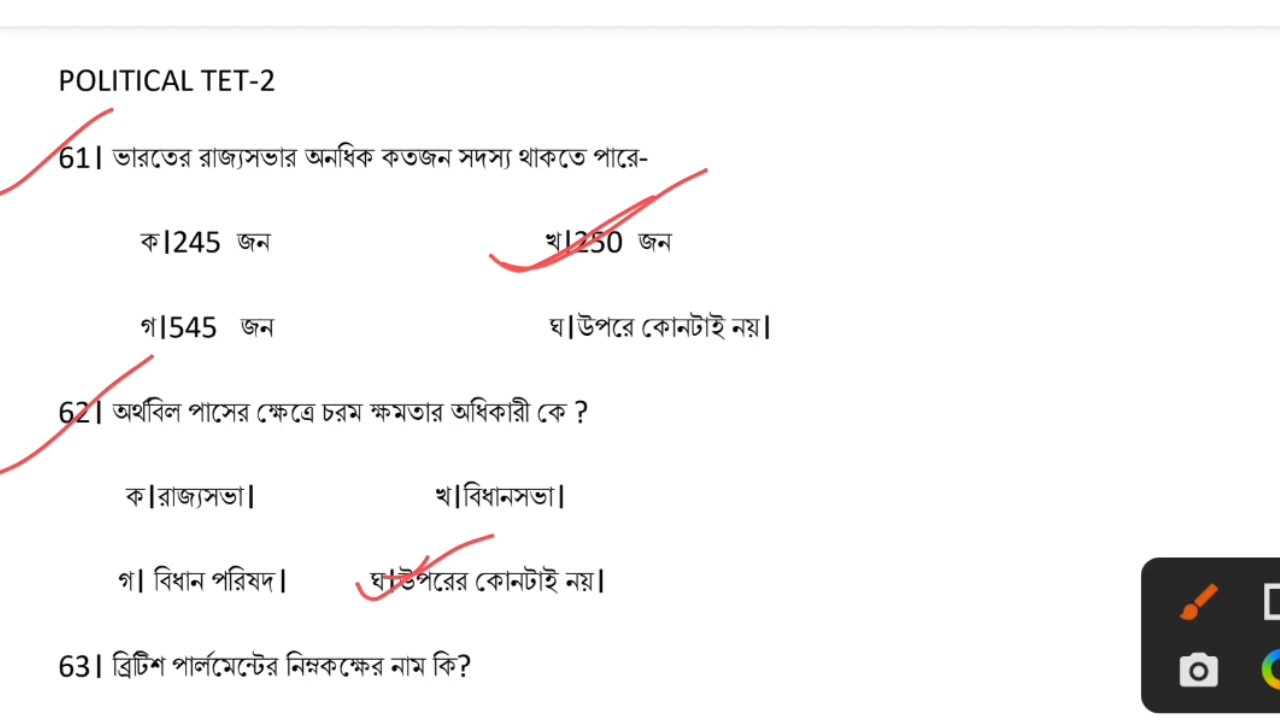 POLITICAL TET-2
61| ভারতের রাজ্যসভার অনধিক কতজন সদস্য থাকতে পারে-
ক|245 জন খ|250 জন
গ|545 জন ঘ|উপরে কোনটাই নয়|
62| অর্থবিল পাসের ক্ষেত্রে চরম ক্ষমতার অধিকারী কে ?
ক|রাজ্যসভা| খ|বিধানসভা|
গ| বিধান পরিষদ| ঘ|উপরের কোনটাই নয়|
63| ব্রিটিশ পার্লমেন্টের নিম্নকক্ষের নাম কি?